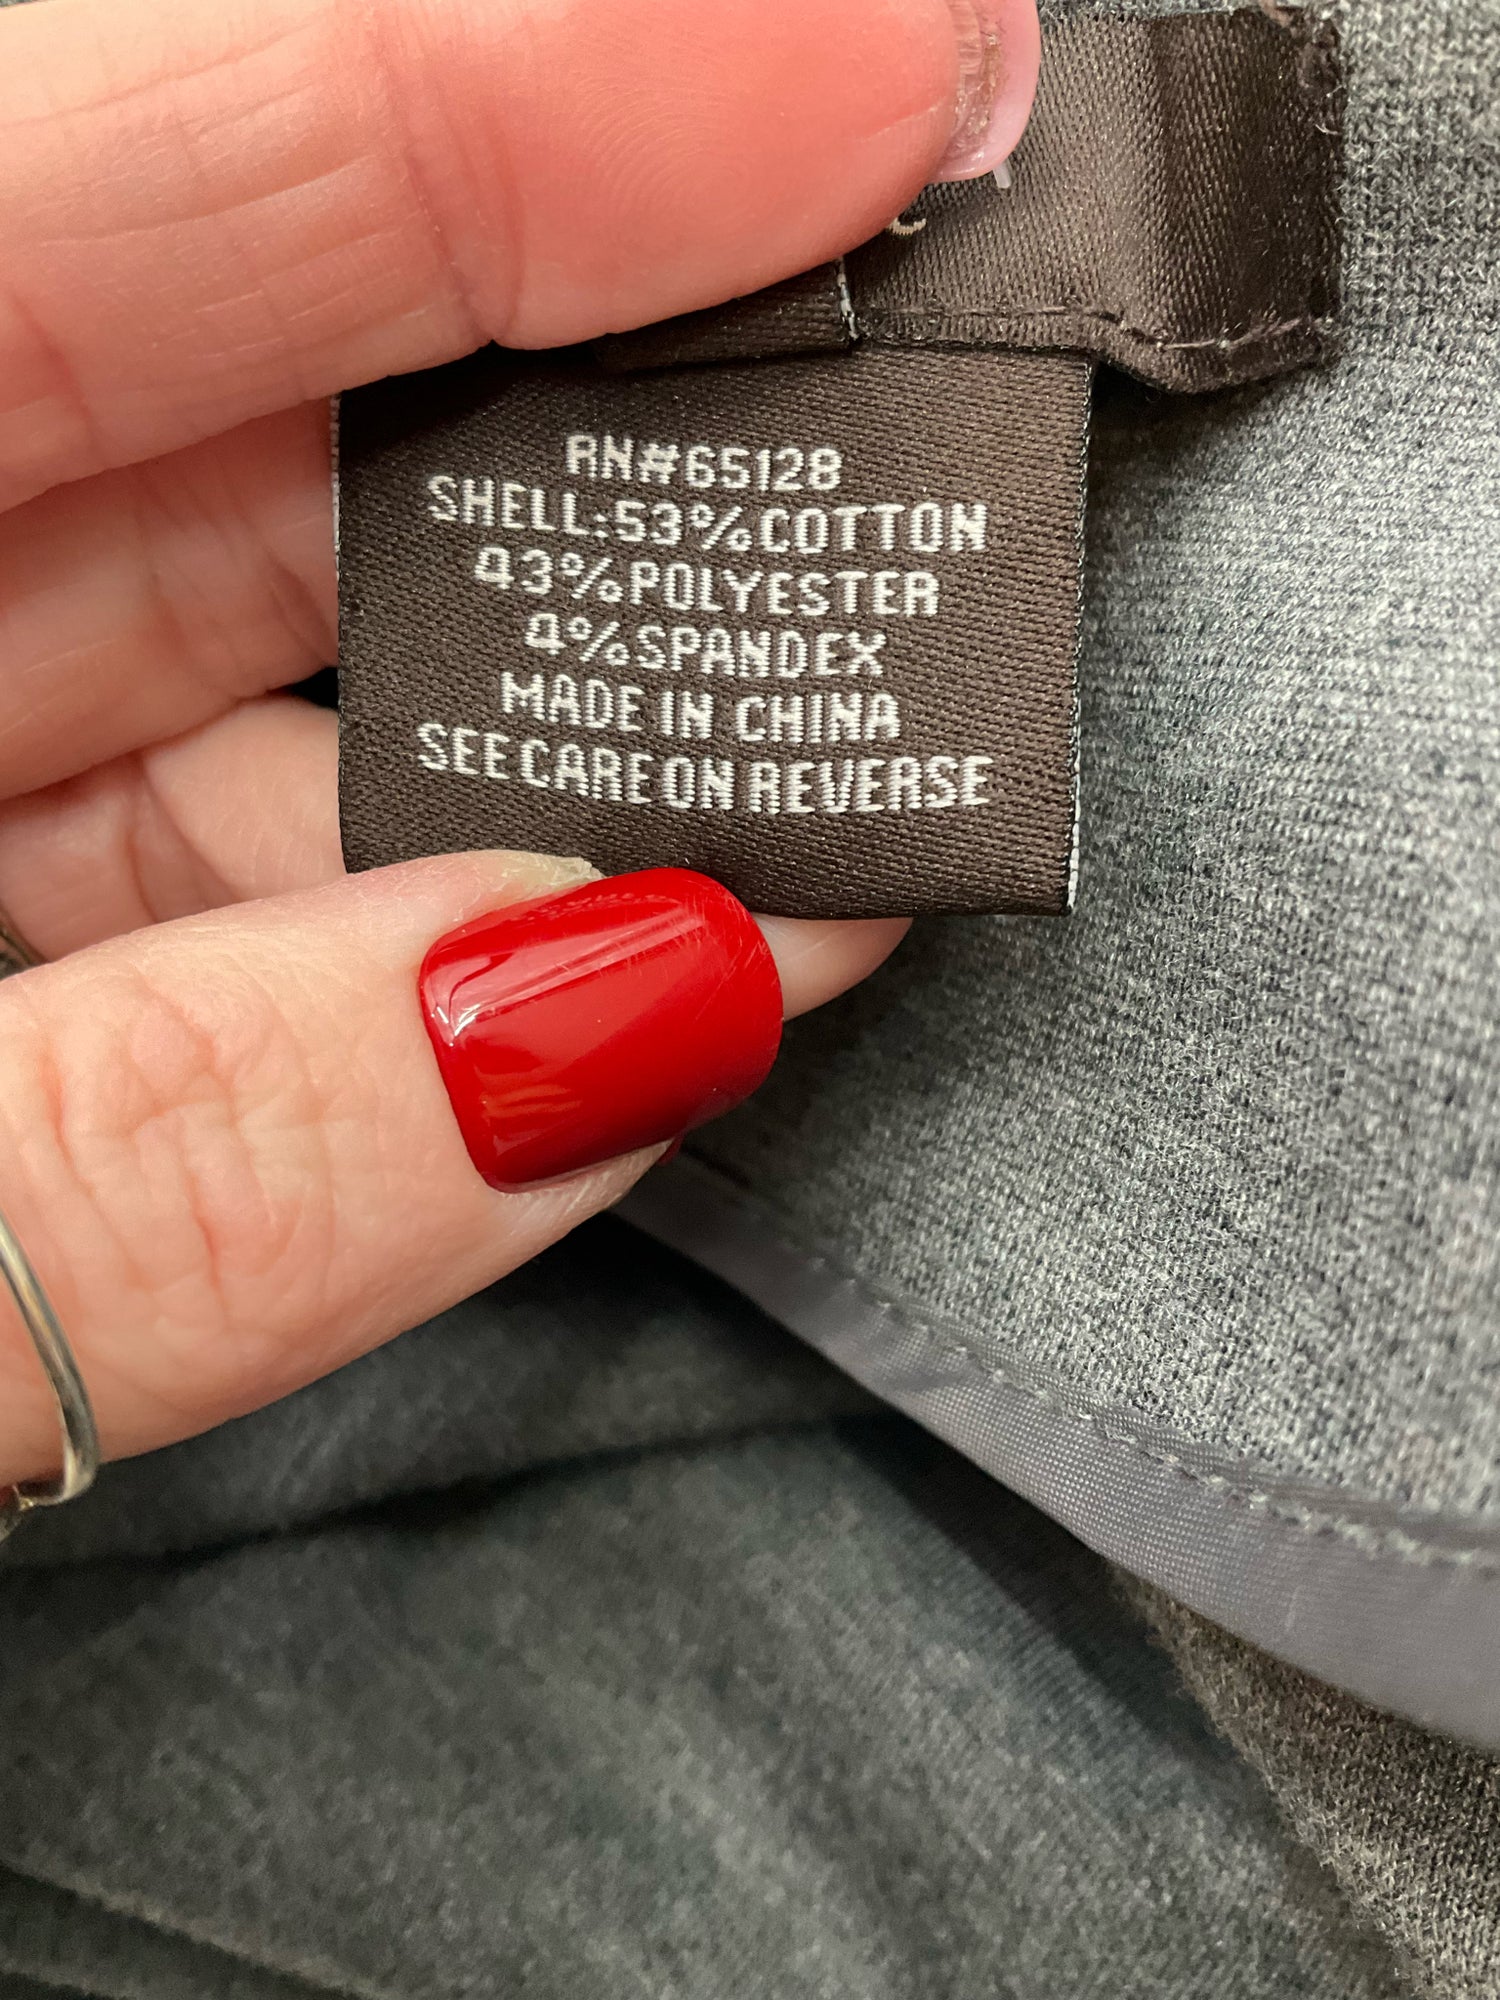 RN#65128
SHELL:53%COTTON
43%POLYESTER
4%SPANDEX
MADE IN CHINA
SEE CARE ON REVERSE